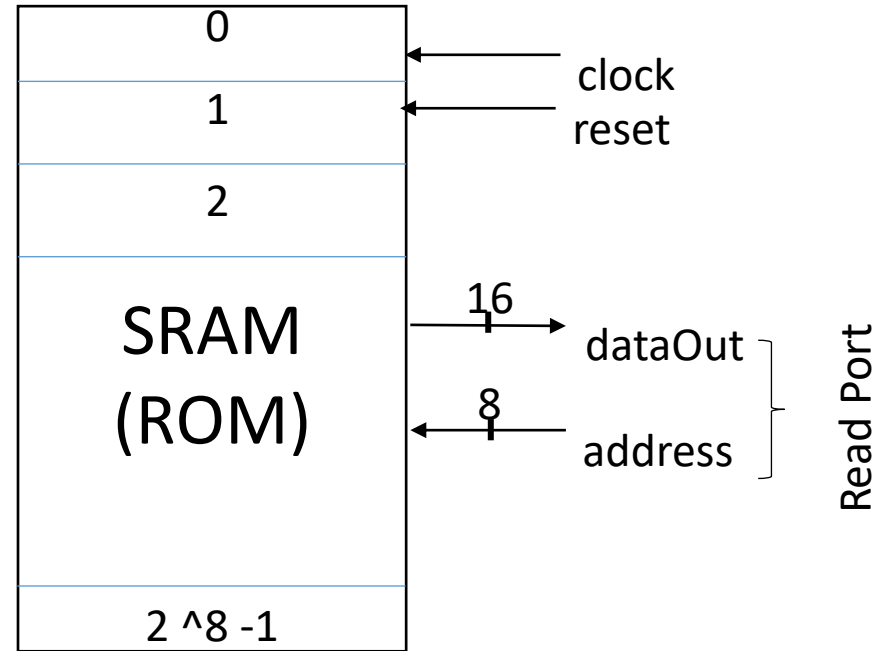 0
clock
1
reset
2
16
SRAM
dataOut
(ROM)
8
address
Read Port
2 ^8 -1